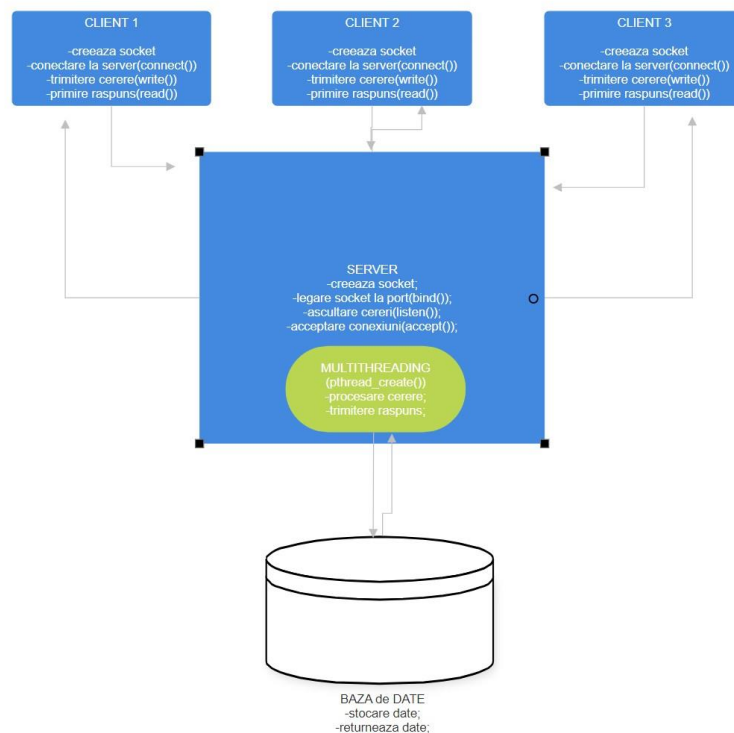 CLIENT 1
-creeaza socket
-conectare la server(connect())
-trimitere cerere(write())
-primire raspuns(read())
CLIENT 2
-creeaza socket
-conectare la server(connect())
-trimitere cerere(write())
-primire raspuns(read())
CLIENT 3
-creeaza socket
-conectare la server(connect())
-trimitere cerere(write())
-primire raspuns(read())
SERVER
-creeaza socket;
-legare socket la port(bind());
-ascultare cereri(listen());
-acceptare conexiuni(accept());
MULTITHREADING
(pthread_create())
-procesare cerere;
-trimitere raspuns;
BAZA de DATE
-stocare date;
-returneaza date;